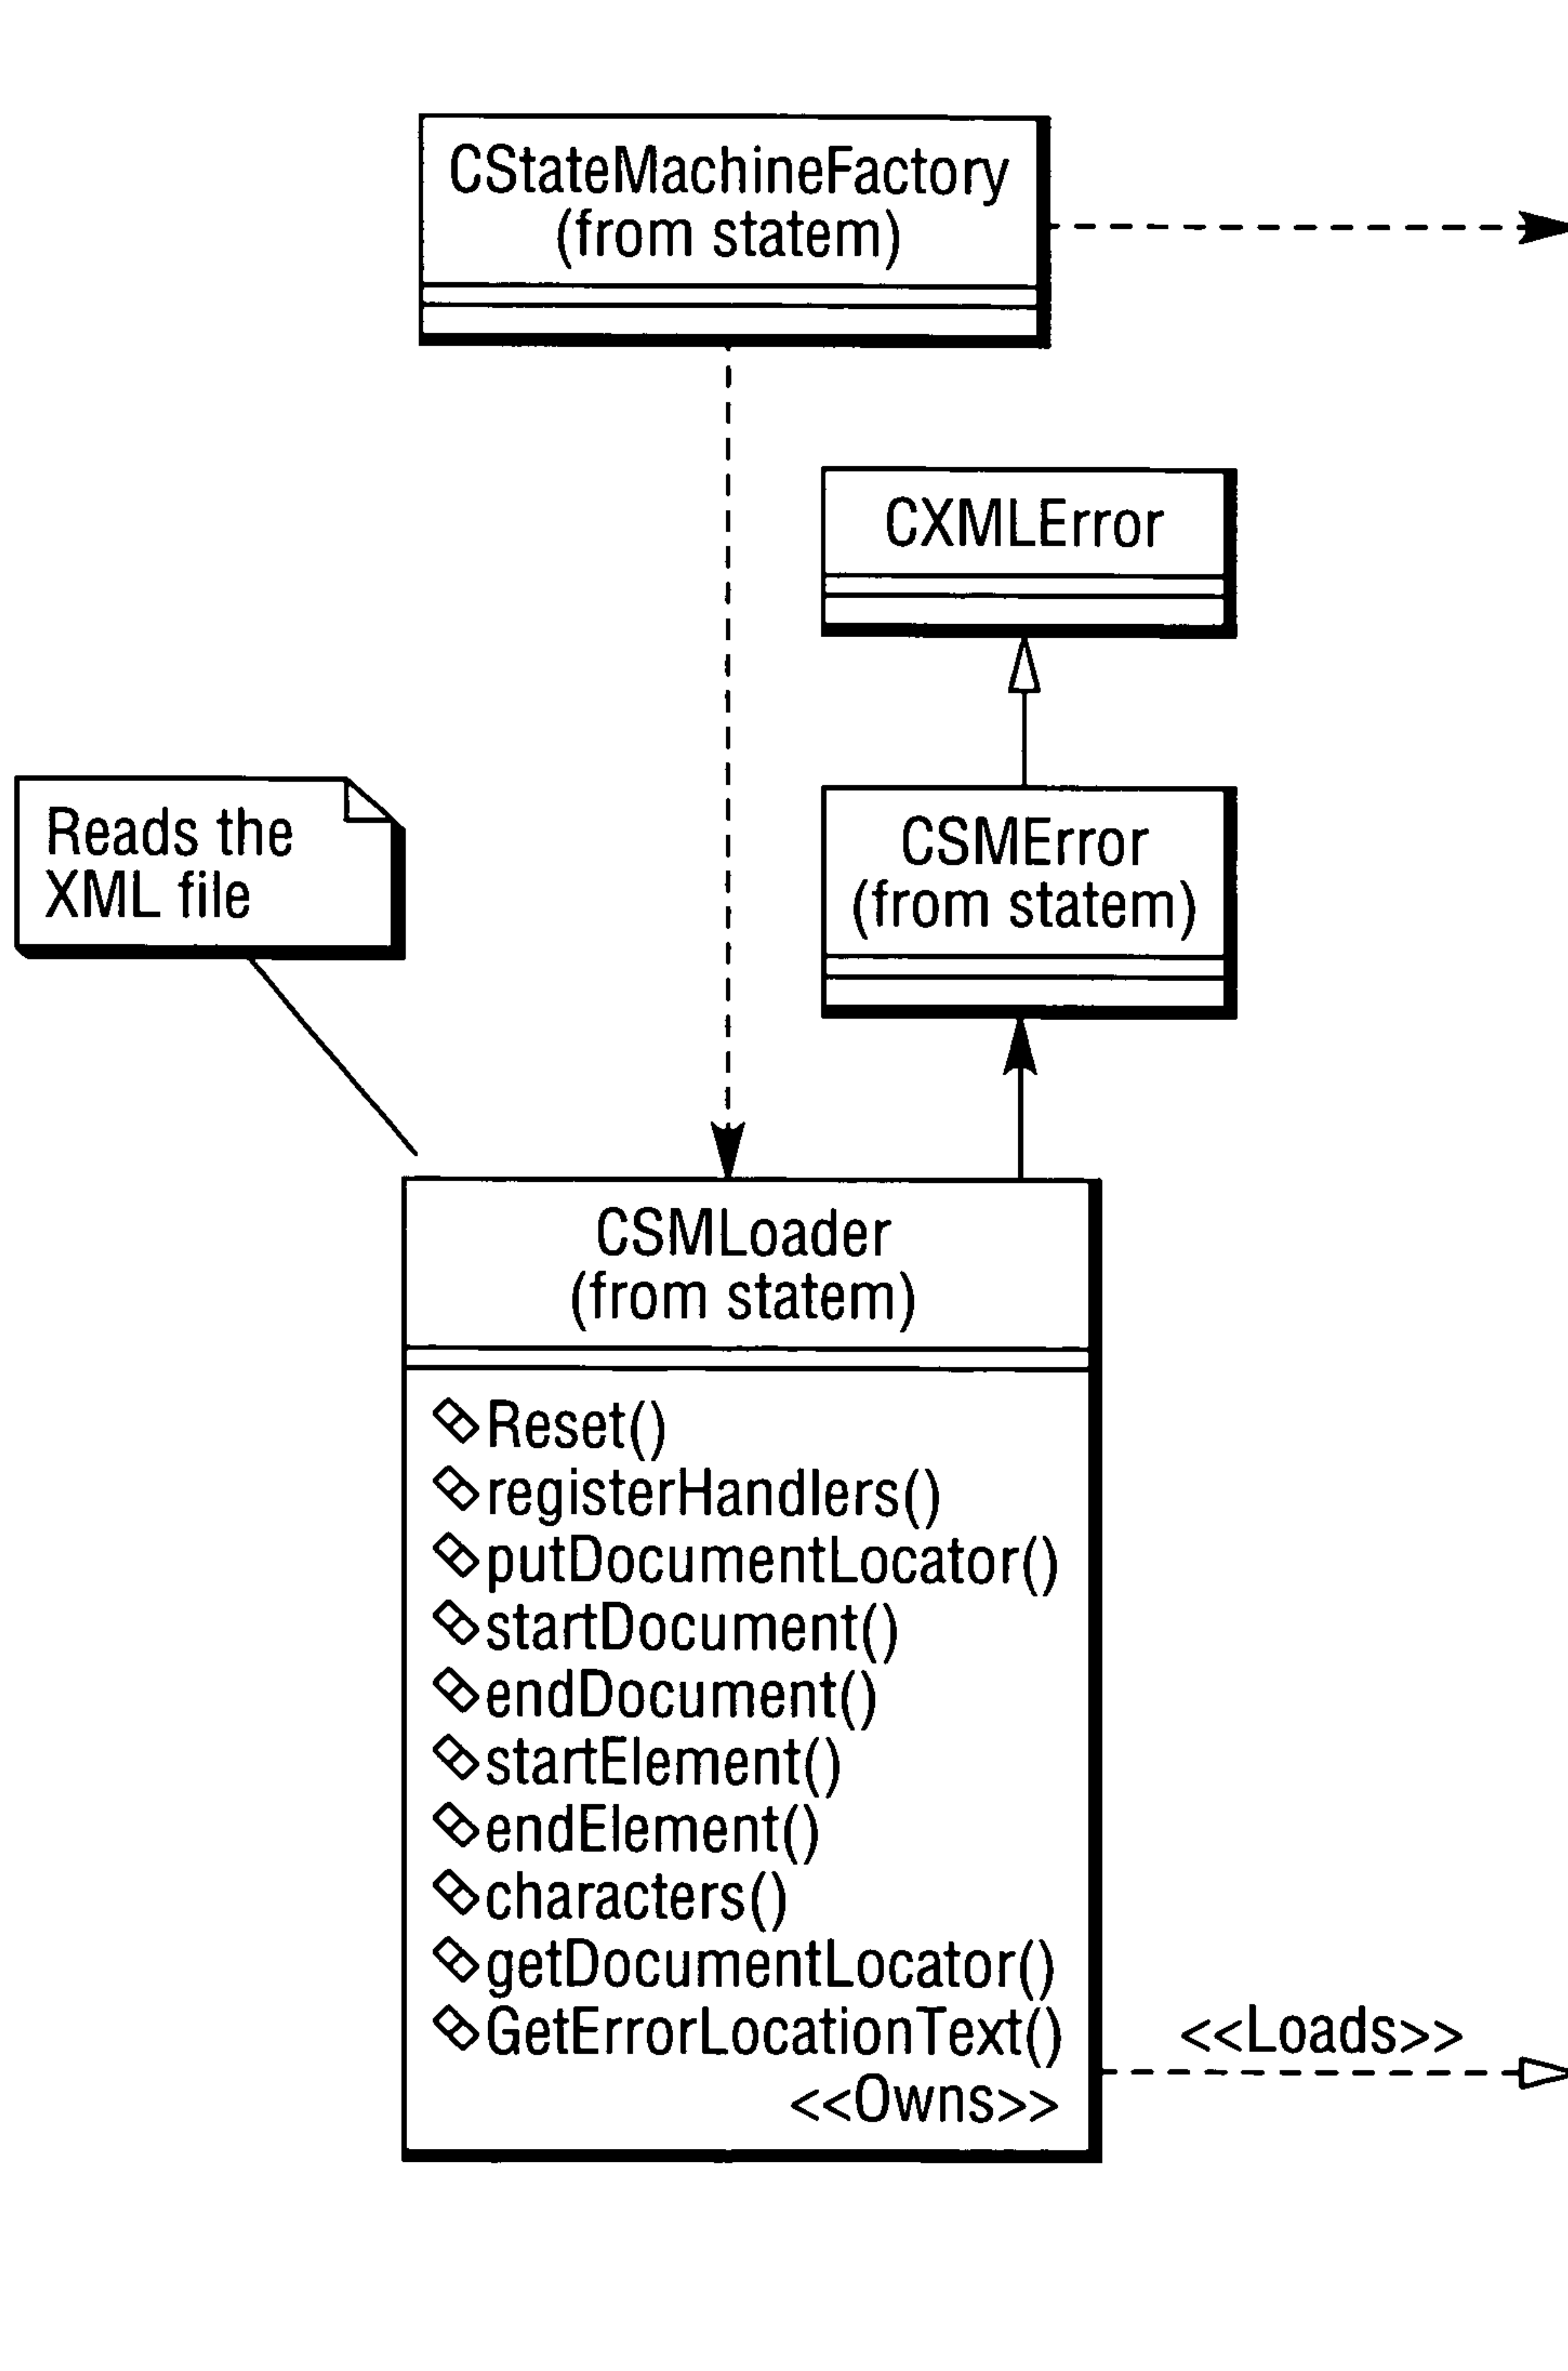 CStateMachineFactory
(from statem)
CXMLError
Reads the
XML file
CSMError
(from statem)
CSMLoader
(from statem)
Reset()
registerHandlers()
putDocumentLocator()
startDocument()
endDocument()
startElement()
endElement()
characters()
getDocumentLocator()
GetErrorLocationText()
<<Loads>>
<<Owns>>